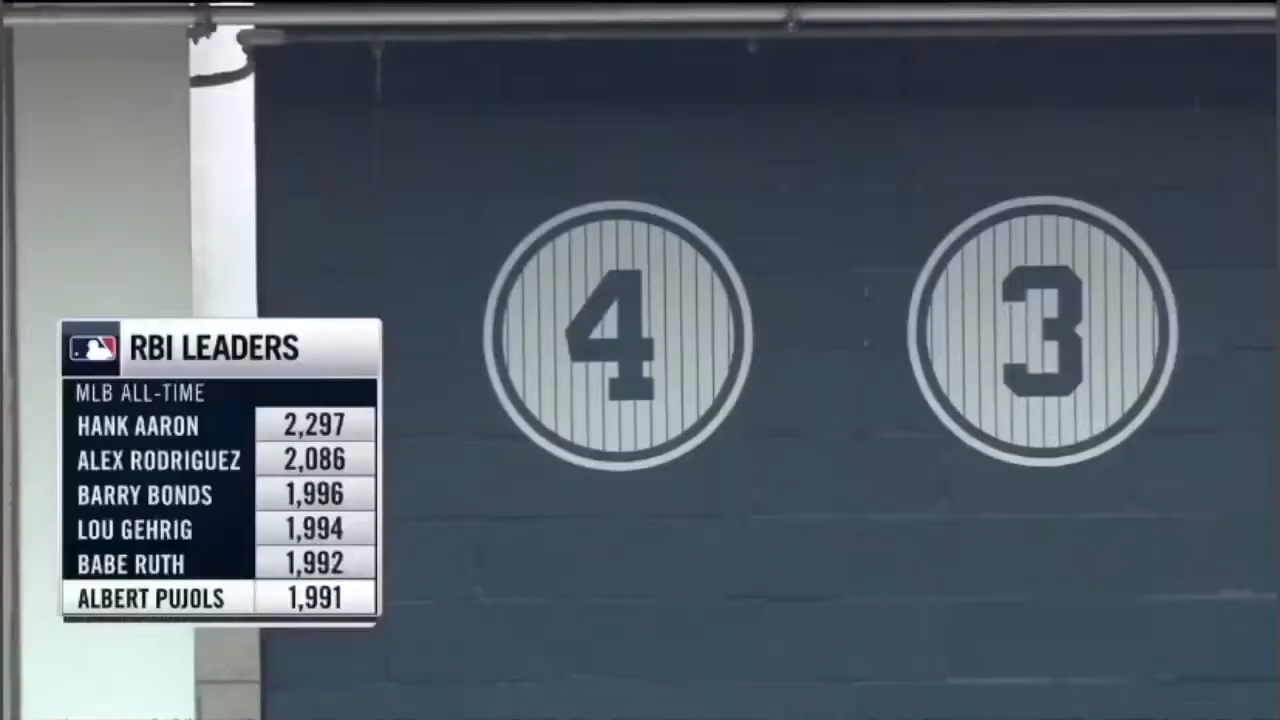 4 3
RBI LEADERS
MLB ALL-TIME
HANK AARON 2,297
ALEX RODRIGUEZ 2,086
BARRY BONDS 1,996
LOU GEHRIG 1,994
BABE RUTH 1,992
ALBERT PUJOLS 1,991